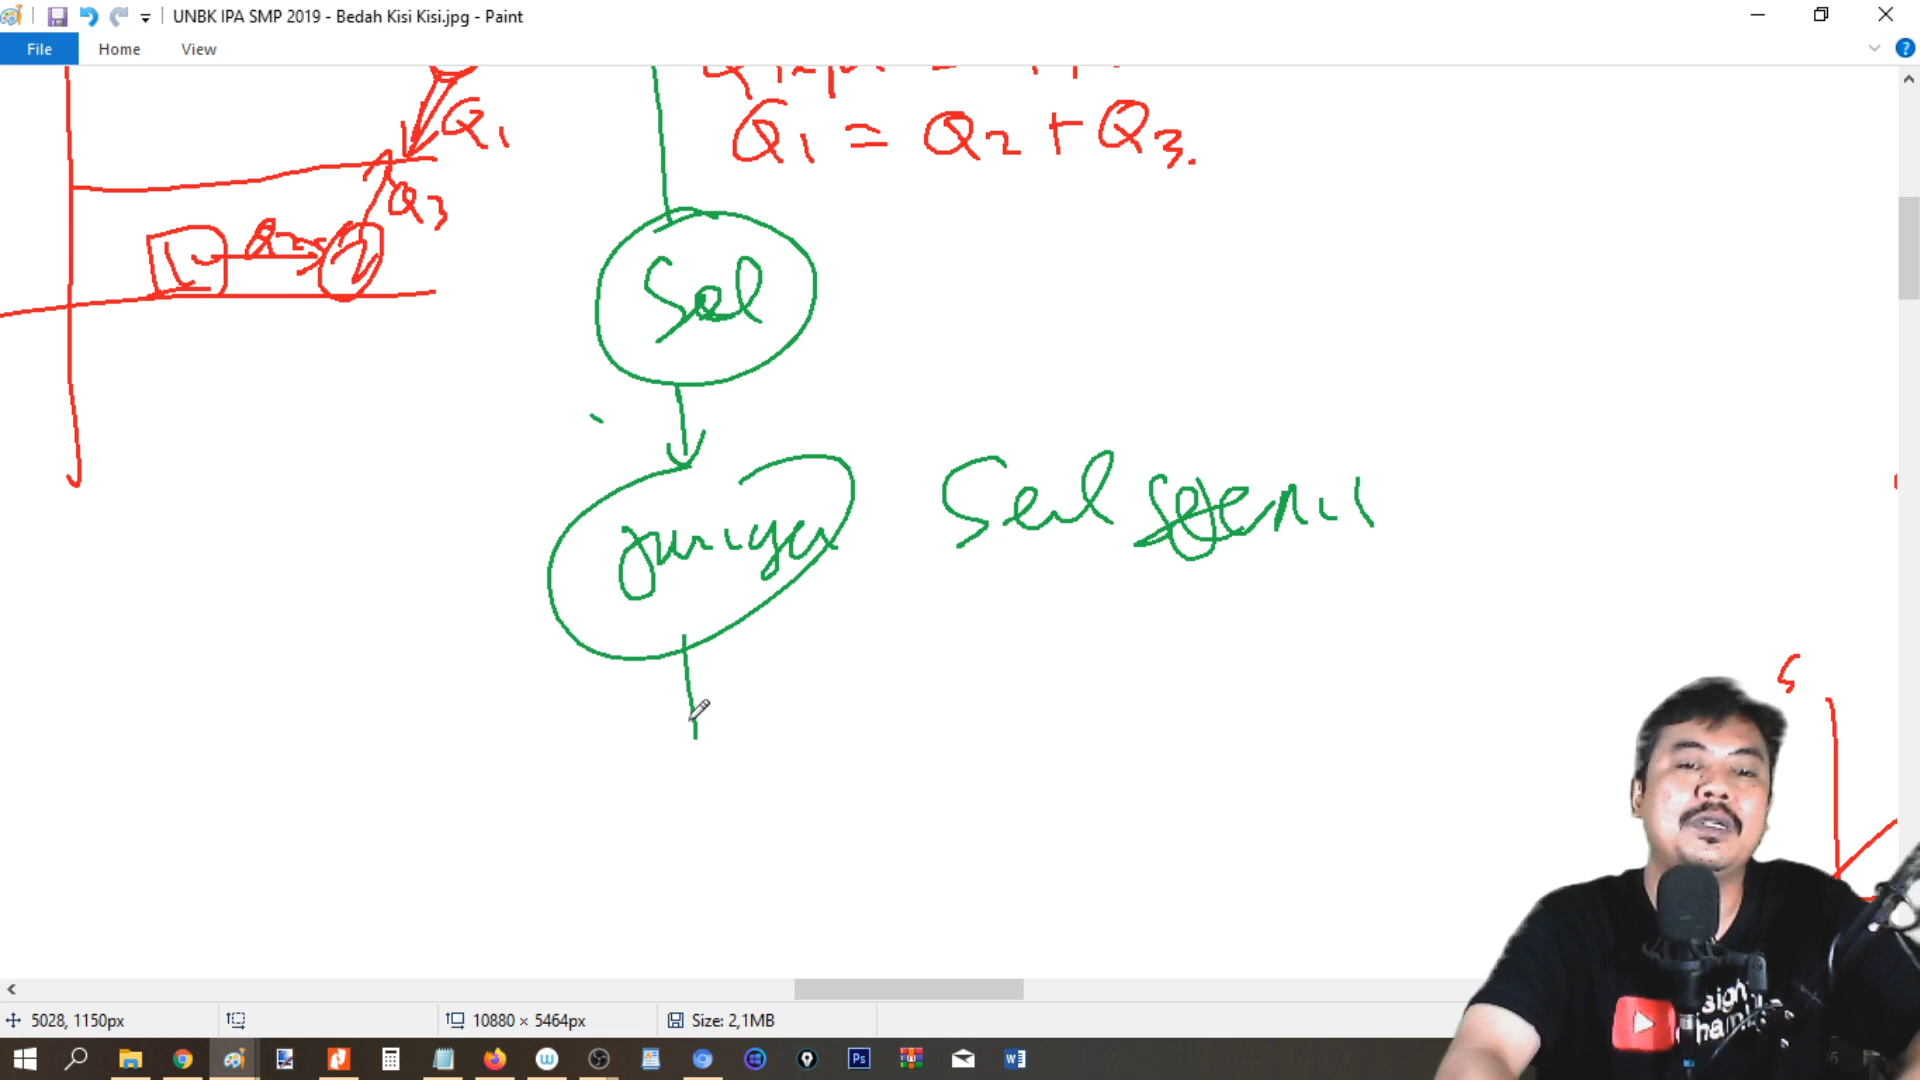 UNBK IPA SMP 2019 - Bedah Kisi Kisi.jpg - Paint
File Home View
Q1
Q1 = Q2 + Q3.
Q3
Sel
jaringan
Sel
5028, 1150px
10880 × 5464px
Size: 2,1MB
Ps